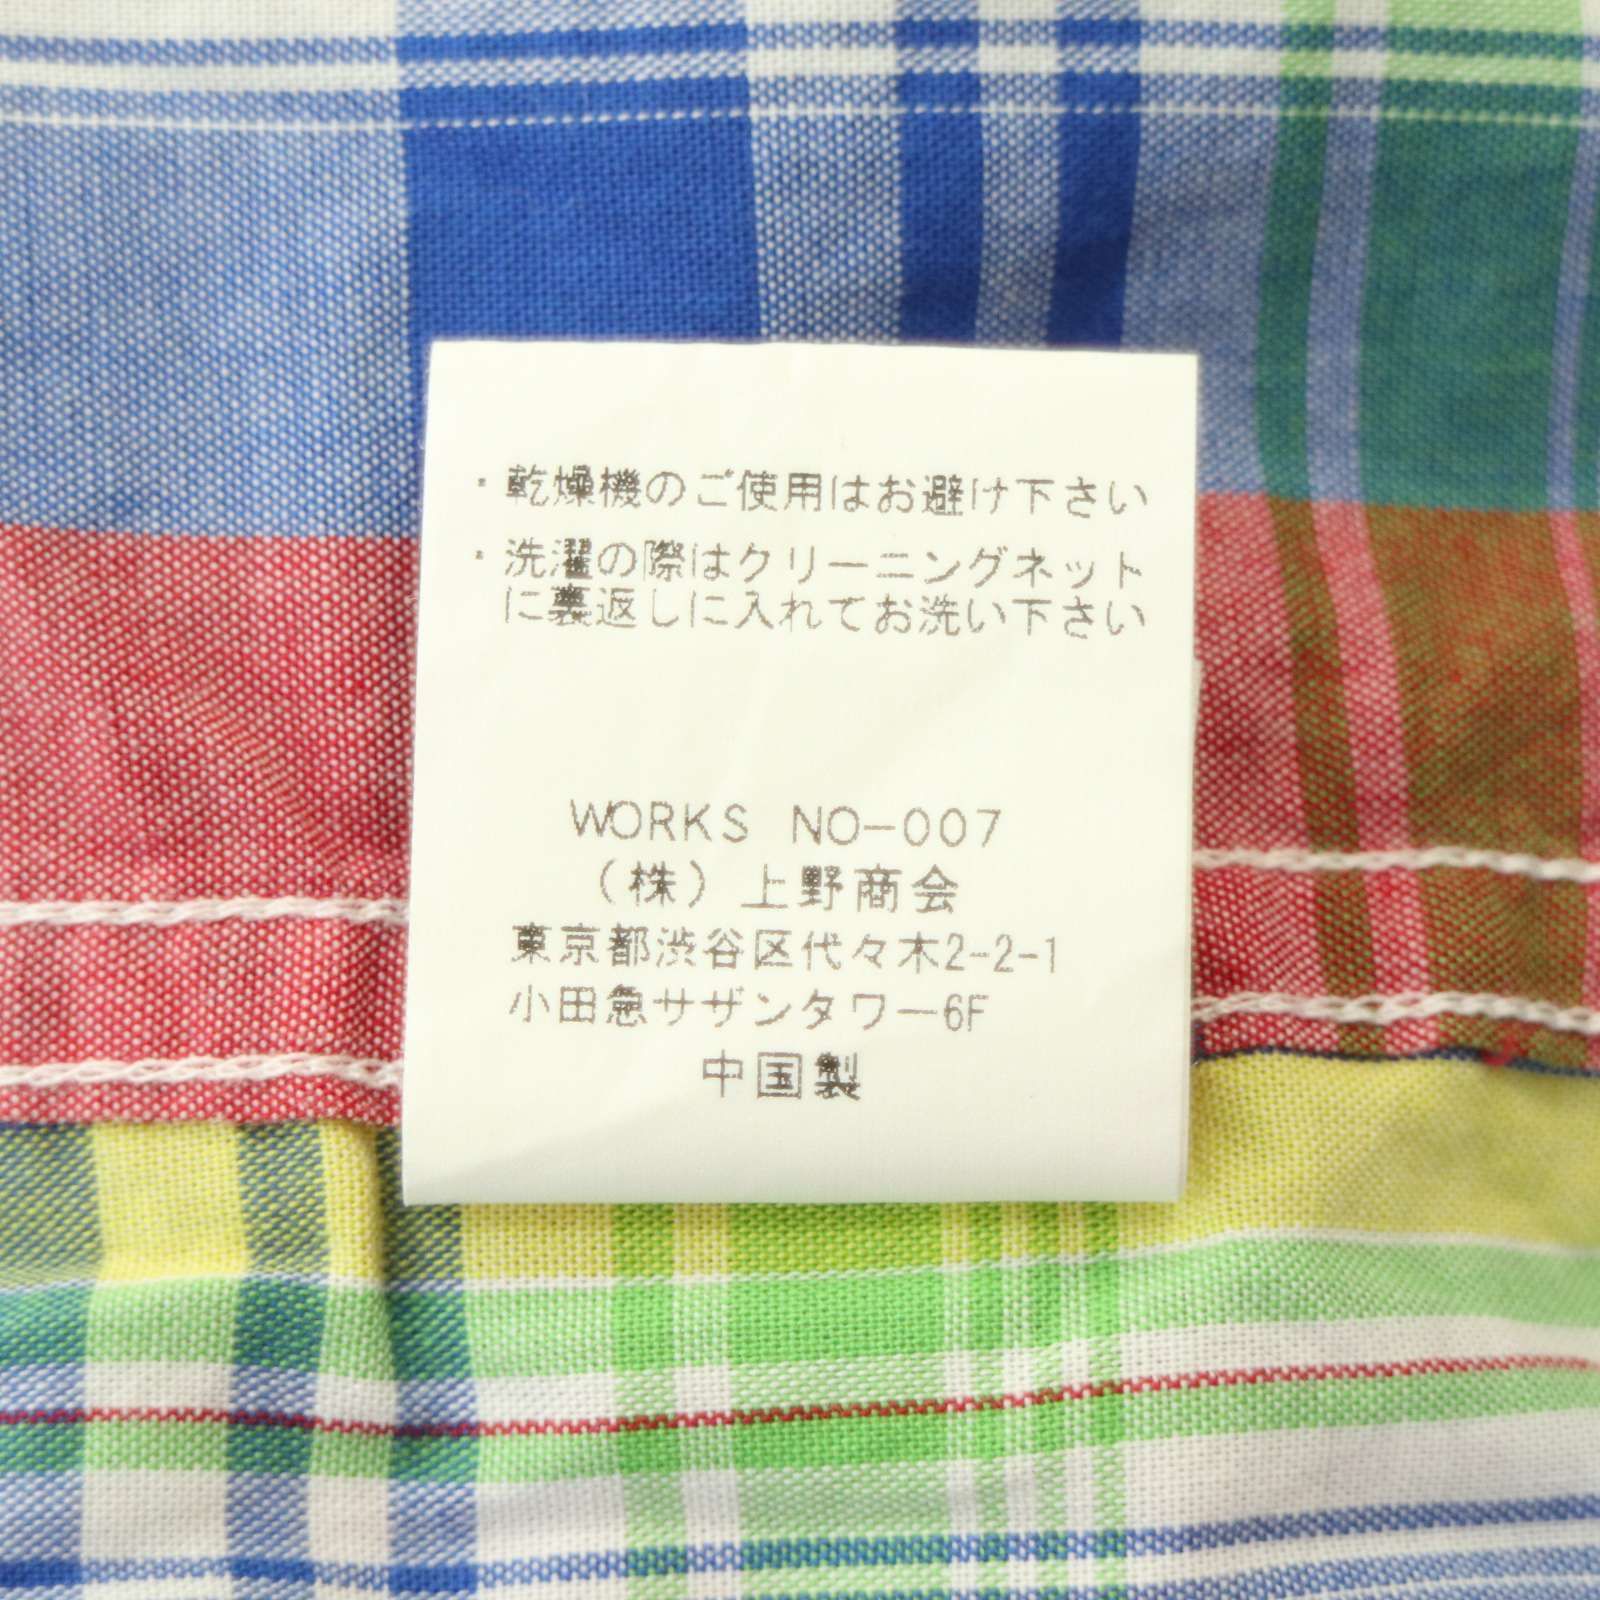 ・乾燥機のご使用はお避け下さい
・洗濯の際はクリーニングネット
に裏返しに入れてお洗い下さい
WORKS NO-007
(株)上野商会
東京都渋谷区代々木2-2-1
小田急サザンタワー6F
中国製